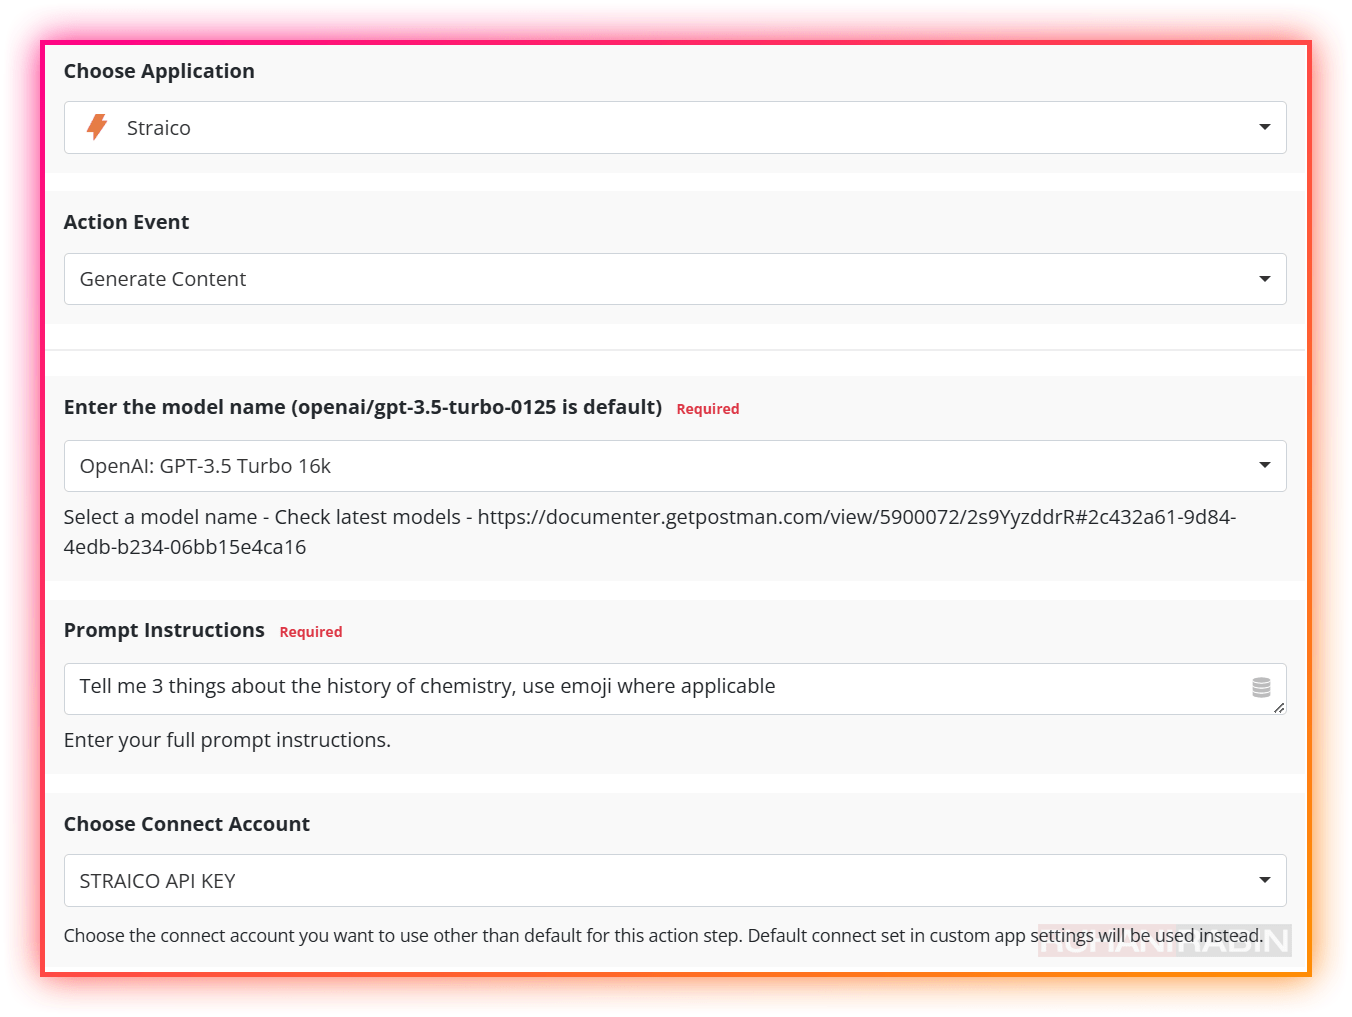 Choose Application
Straico
Action Event
Generate Content
Enter the model name (openai/gpt-3.5-turbo-0125 is default) Required
OpenAI: GPT-3.5 Turbo 16k
Select a model name - Check latest models - https://documenter.getpostman.com/view/5900072/2s9YyzddrR#2c432a61-9d84-
4edb-b234-06bb15e4ca16
Prompt Instructions Required
Tell me 3 things about the history of chemistry, use emoji where applicable
Enter your full prompt instructions.
Choose Connect Account
STRAICO API KEY
Choose the connect account you want to use other than default for this action step. Default connect set in custom app settings will be used instead.